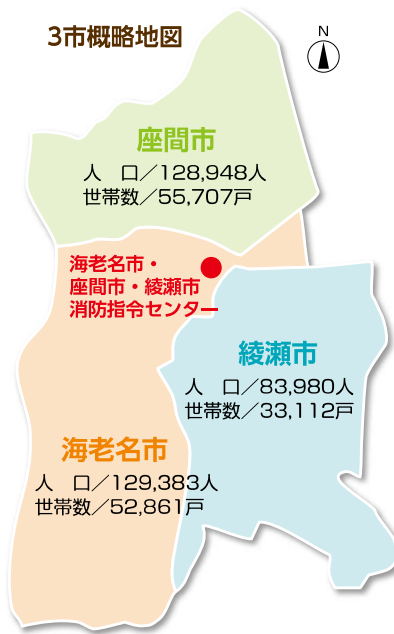 3市概略地図
N
座間市
人　口／128,948人
世帯数／55,707戸
海老名市・
座間市・綾瀬市
消防指令センター
綾瀬市
人　口／83,980人
世帯数／33,112戸
海老名市
人　口／129,383人
世帯数／52,861戸